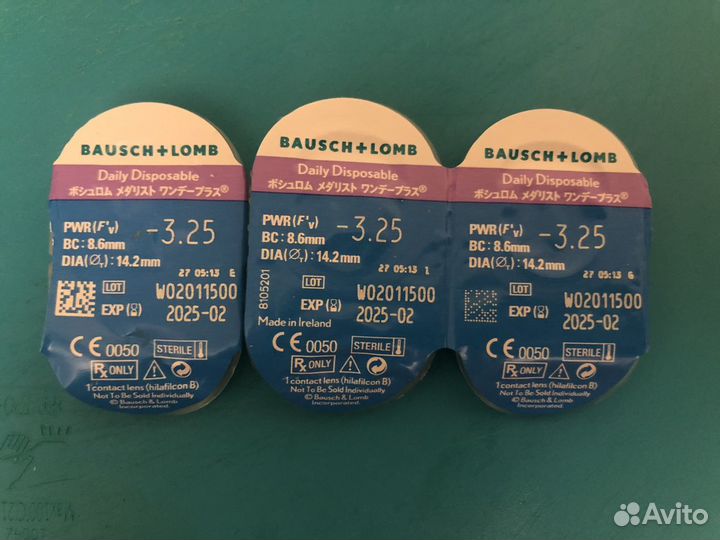 BAUSCH+LOMB
Daily Disposable
ボシュロム メダリスト ワンデープラス®
PWR(F'v) -3.25
BC: 8.6mm
DIA(∅T): 14.2mm
27 05:13 G
LOT W02011500
EXP 2025-02
CE 0050 STERILE
Rx ONLY
1 contact lens (hilafilcon B)
Not To Be Sold Individually
© Bausch & Lomb
Incorporated.
BAUSCH+LOMB
Daily Disposable
ボシュロム メダリスト ワンデープラス®
PWR(F'v) -3.25
BC: 8.6mm
DIA(∅T): 14.2mm
27 05:13 1
8105201
LOT W02011500
EXP 2025-02
Made in Ireland
CE 0050 STERILE
Rx ONLY
1 contact lens (hilafilcon B)
Not To Be Sold Individually
© Bausch & Lomb
Incorporated.
BAUSCH+LOMB
Daily Disposable
ボシュロム メダリスト ワンデープラス®
PWR(F'v) -3.25
BC: 8.6mm
DIA(∅T): 14.2mm
27 05:13 G
LOT W02011500
EXP 2025-02
CE 0050 STERILE
Rx ONLY
1 contact lens (hilafilcon B)
Not To Be Sold Individually
© Bausch & Lomb
Incorporated.
Avito